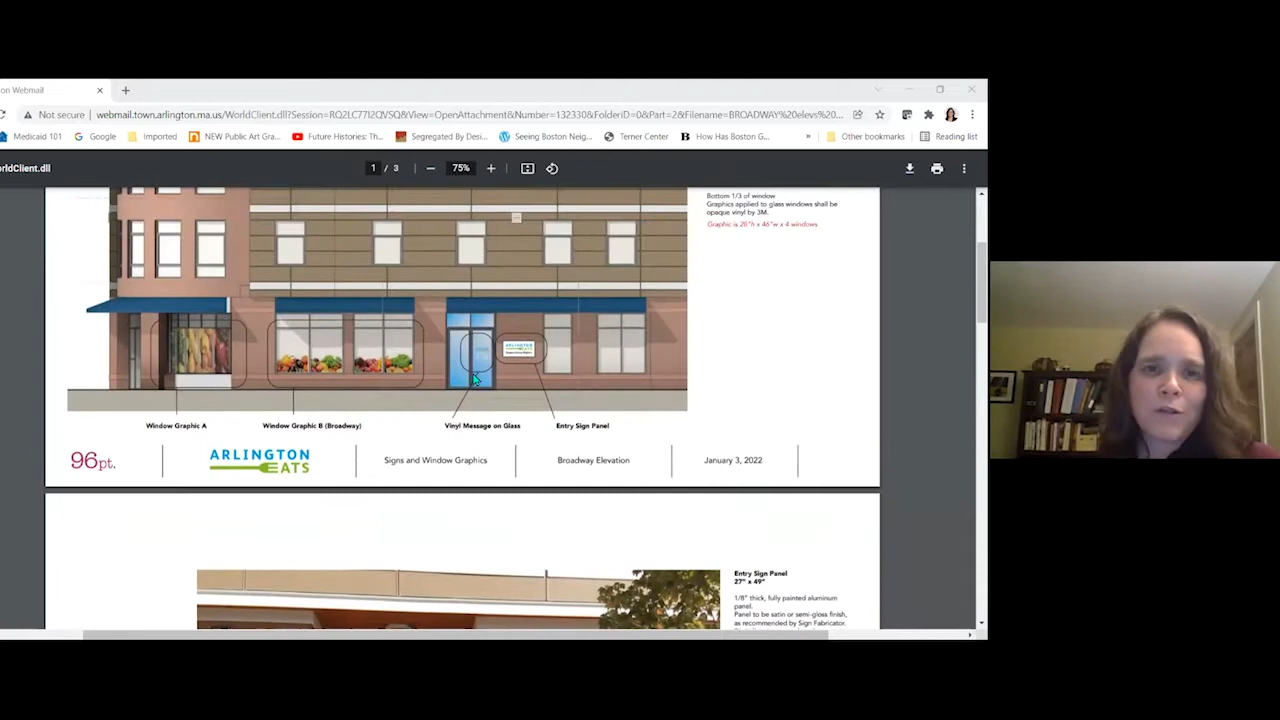 on Webmail
Not secure webmail.town.arlington.ma.us/WorldClient.dll?Session=RQ2LC77I2QVSQ&View=OpenAttachment&Number=132330&FolderID=0&Part=2&Filename=BROADWAY%20elevs%20...
Medicaid 101 Google Imported NEW Public Art Gra... Future Histories: Th... Segregated By Desi... Seeing Boston Neig... Terner Center How Has Boston G... » Other bookmarks Reading list
orldClient.dll 1 / 3 75%
Bottom 1/3 of window
Graphics applied to glass windows shall be
opaque vinyl by 3M.
Graphic is 28"h x 46"w x 4 windows
ARLINGTON
EATS
Window Graphic A Window Graphic B (Broadway) Vinyl Message on Glass Entry Sign Panel
96pt. ARLINGTON EATS Signs and Window Graphics Broadway Elevation January 3, 2022
Entry Sign Panel
27" x 49"
1/8" thick, fully painted aluminum
panel.
Panel to be satin or semi-gloss finish,
as recommended by Sign Fabricator.